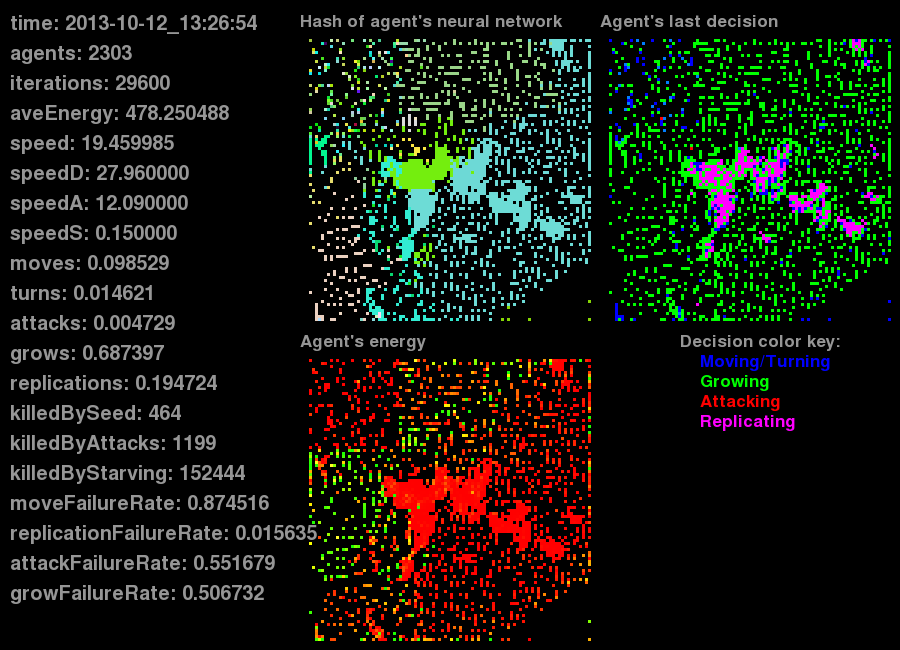 time: 2013-10-12_13:26:54
agents: 2303
iterations: 29600
aveEnergy: 478.250488
speed: 19.459985
speedD: 27.960000
speedA: 12.090000
speedS: 0.150000
moves: 0.098529
turns: 0.014621
attacks: 0.004729
grows: 0.687397
replications: 0.194724
killedBySeed: 464
killedByAttacks: 1199
killedByStarving: 152444
moveFailureRate: 0.874516
replicationFailureRate: 0.015635
attackFailureRate: 0.551679
growFailureRate: 0.506732
Hash of agent's neural network
Agent's last decision
Agent's energy
Decision color key:
Moving/Turning
Growing
Attacking
Replicating